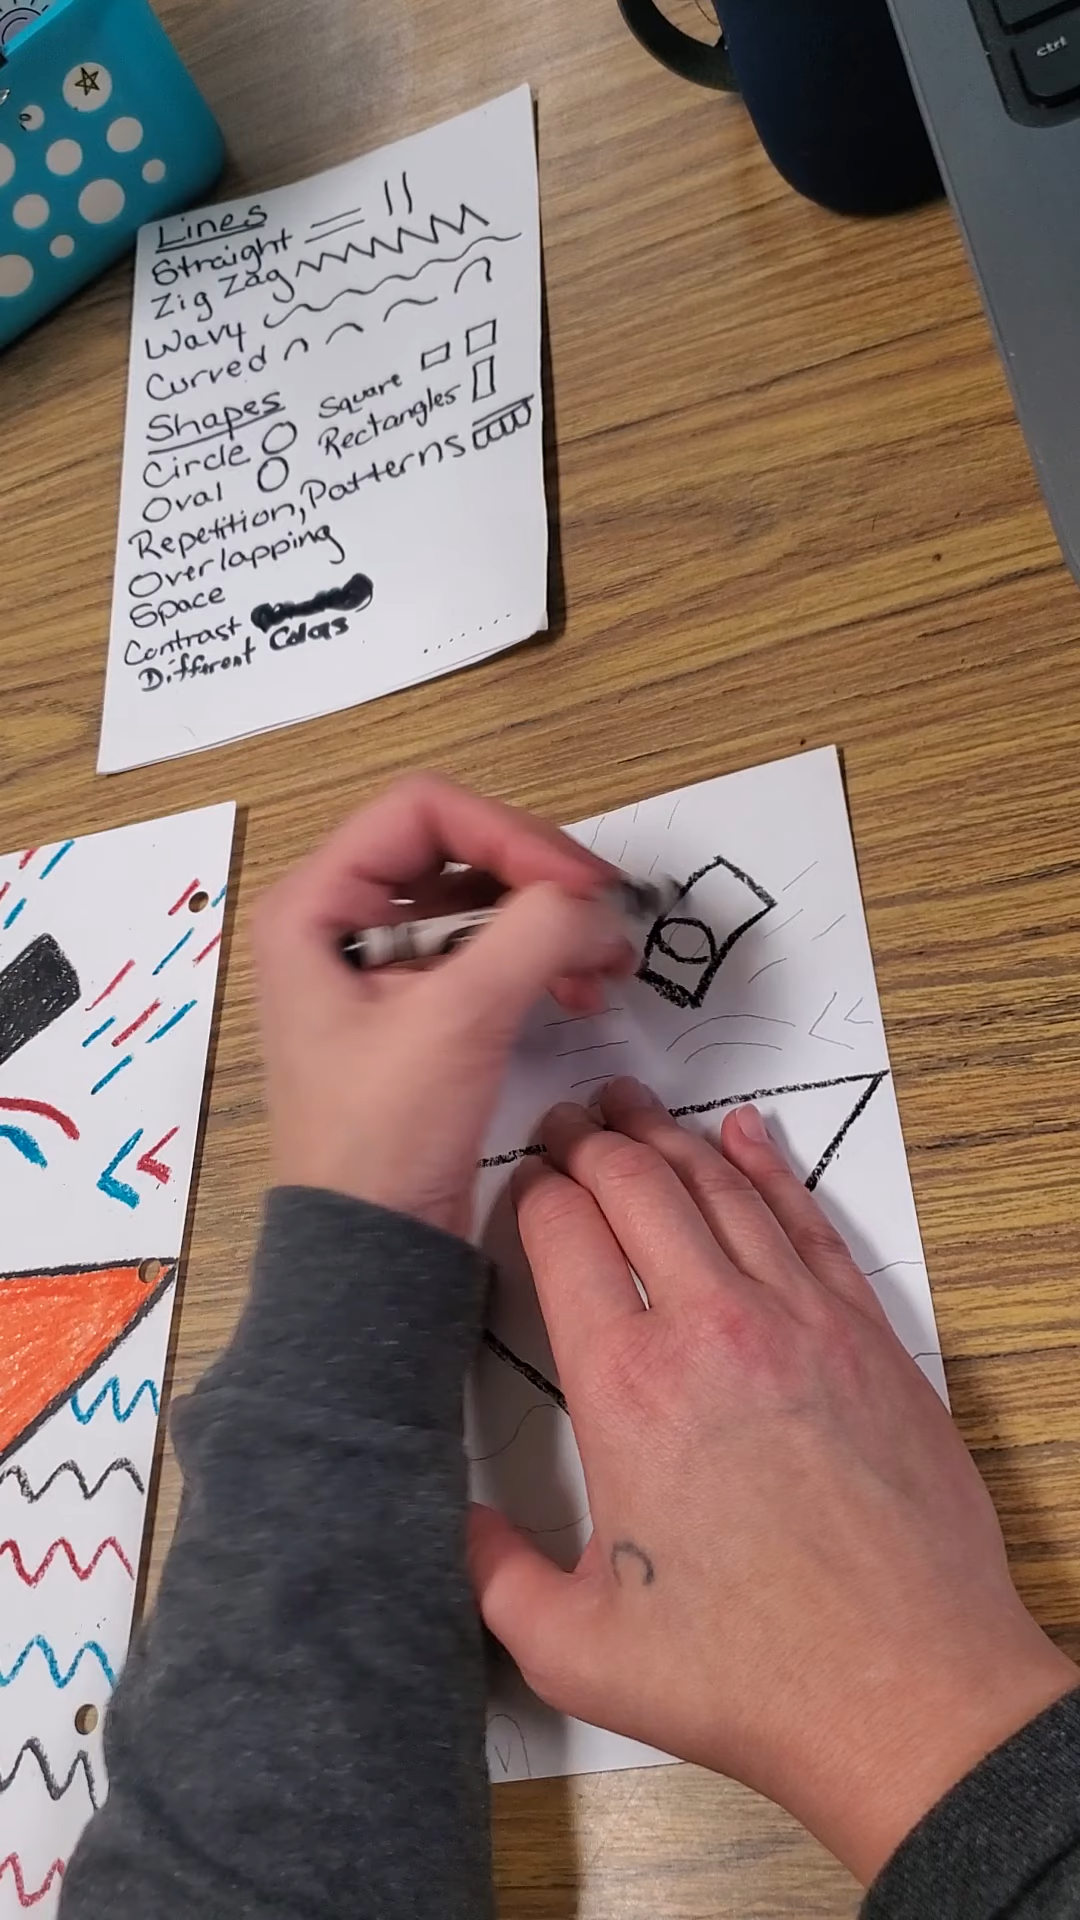 Lines
Straight
Zig Zag
Wavy
Curved
Shapes
Circle Square
Oval Rectangles
Repetition, Patterns
Overlapping
Space
Contrast
Different Colors
ctrl